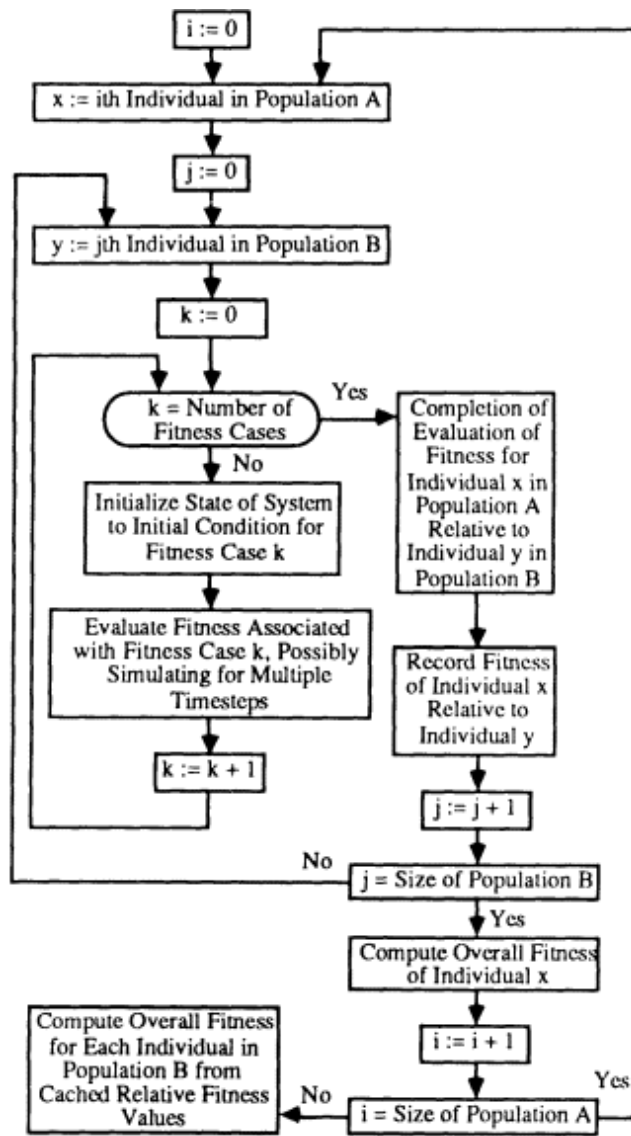 i := 0
x := ith Individual in Population A
j := 0
y := jth Individual in Population B
k := 0
k = Number of
Fitness Cases
Yes
No
Initialize State of System
to Initial Condition for
Fitness Case k
Evaluate Fitness Associated
with Fitness Case k, Possibly
Simulating for Multiple
Timesteps
k := k + 1
Completion of
Evaluation of
Fitness for
Individual x in
Population A
Relative to
Individual y in
Population B
Record Fitness
of Individual x
Relative to
Individual y
j := j + 1
No
j = Size of Population B
Yes
Compute Overall Fitness
of Individual x
i := i + 1
i = Size of Population A
Yes
No
Compute Overall Fitness
for Each Individual in
Population B from
Cached Relative Fitness
Values